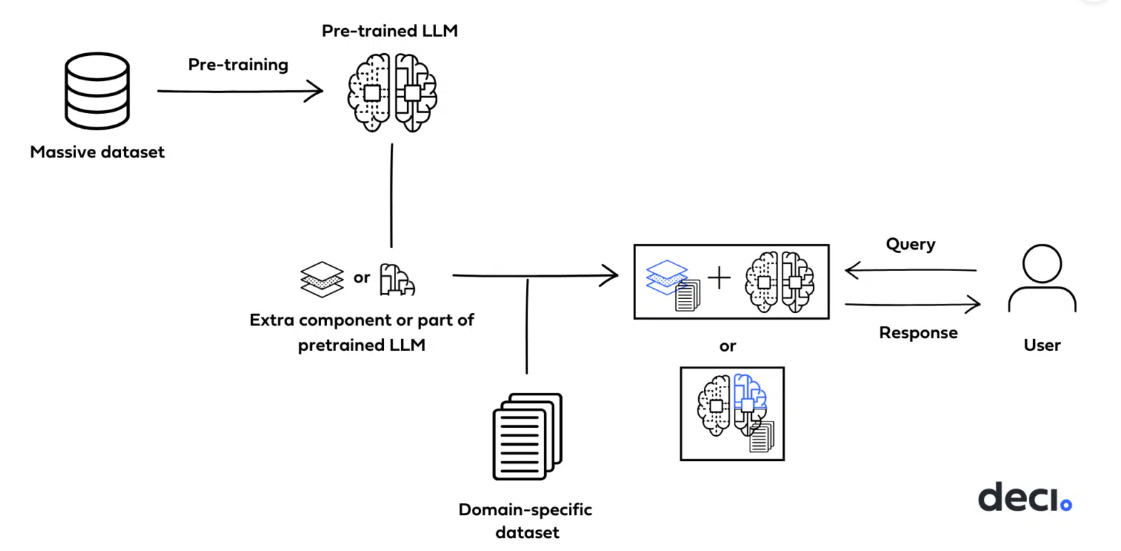 Pre-trained LLM
Pre-training
Massive dataset
or
Extra component or part of
pretrained LLM
Query
Response
User
or
Domain-specific
dataset
deci.